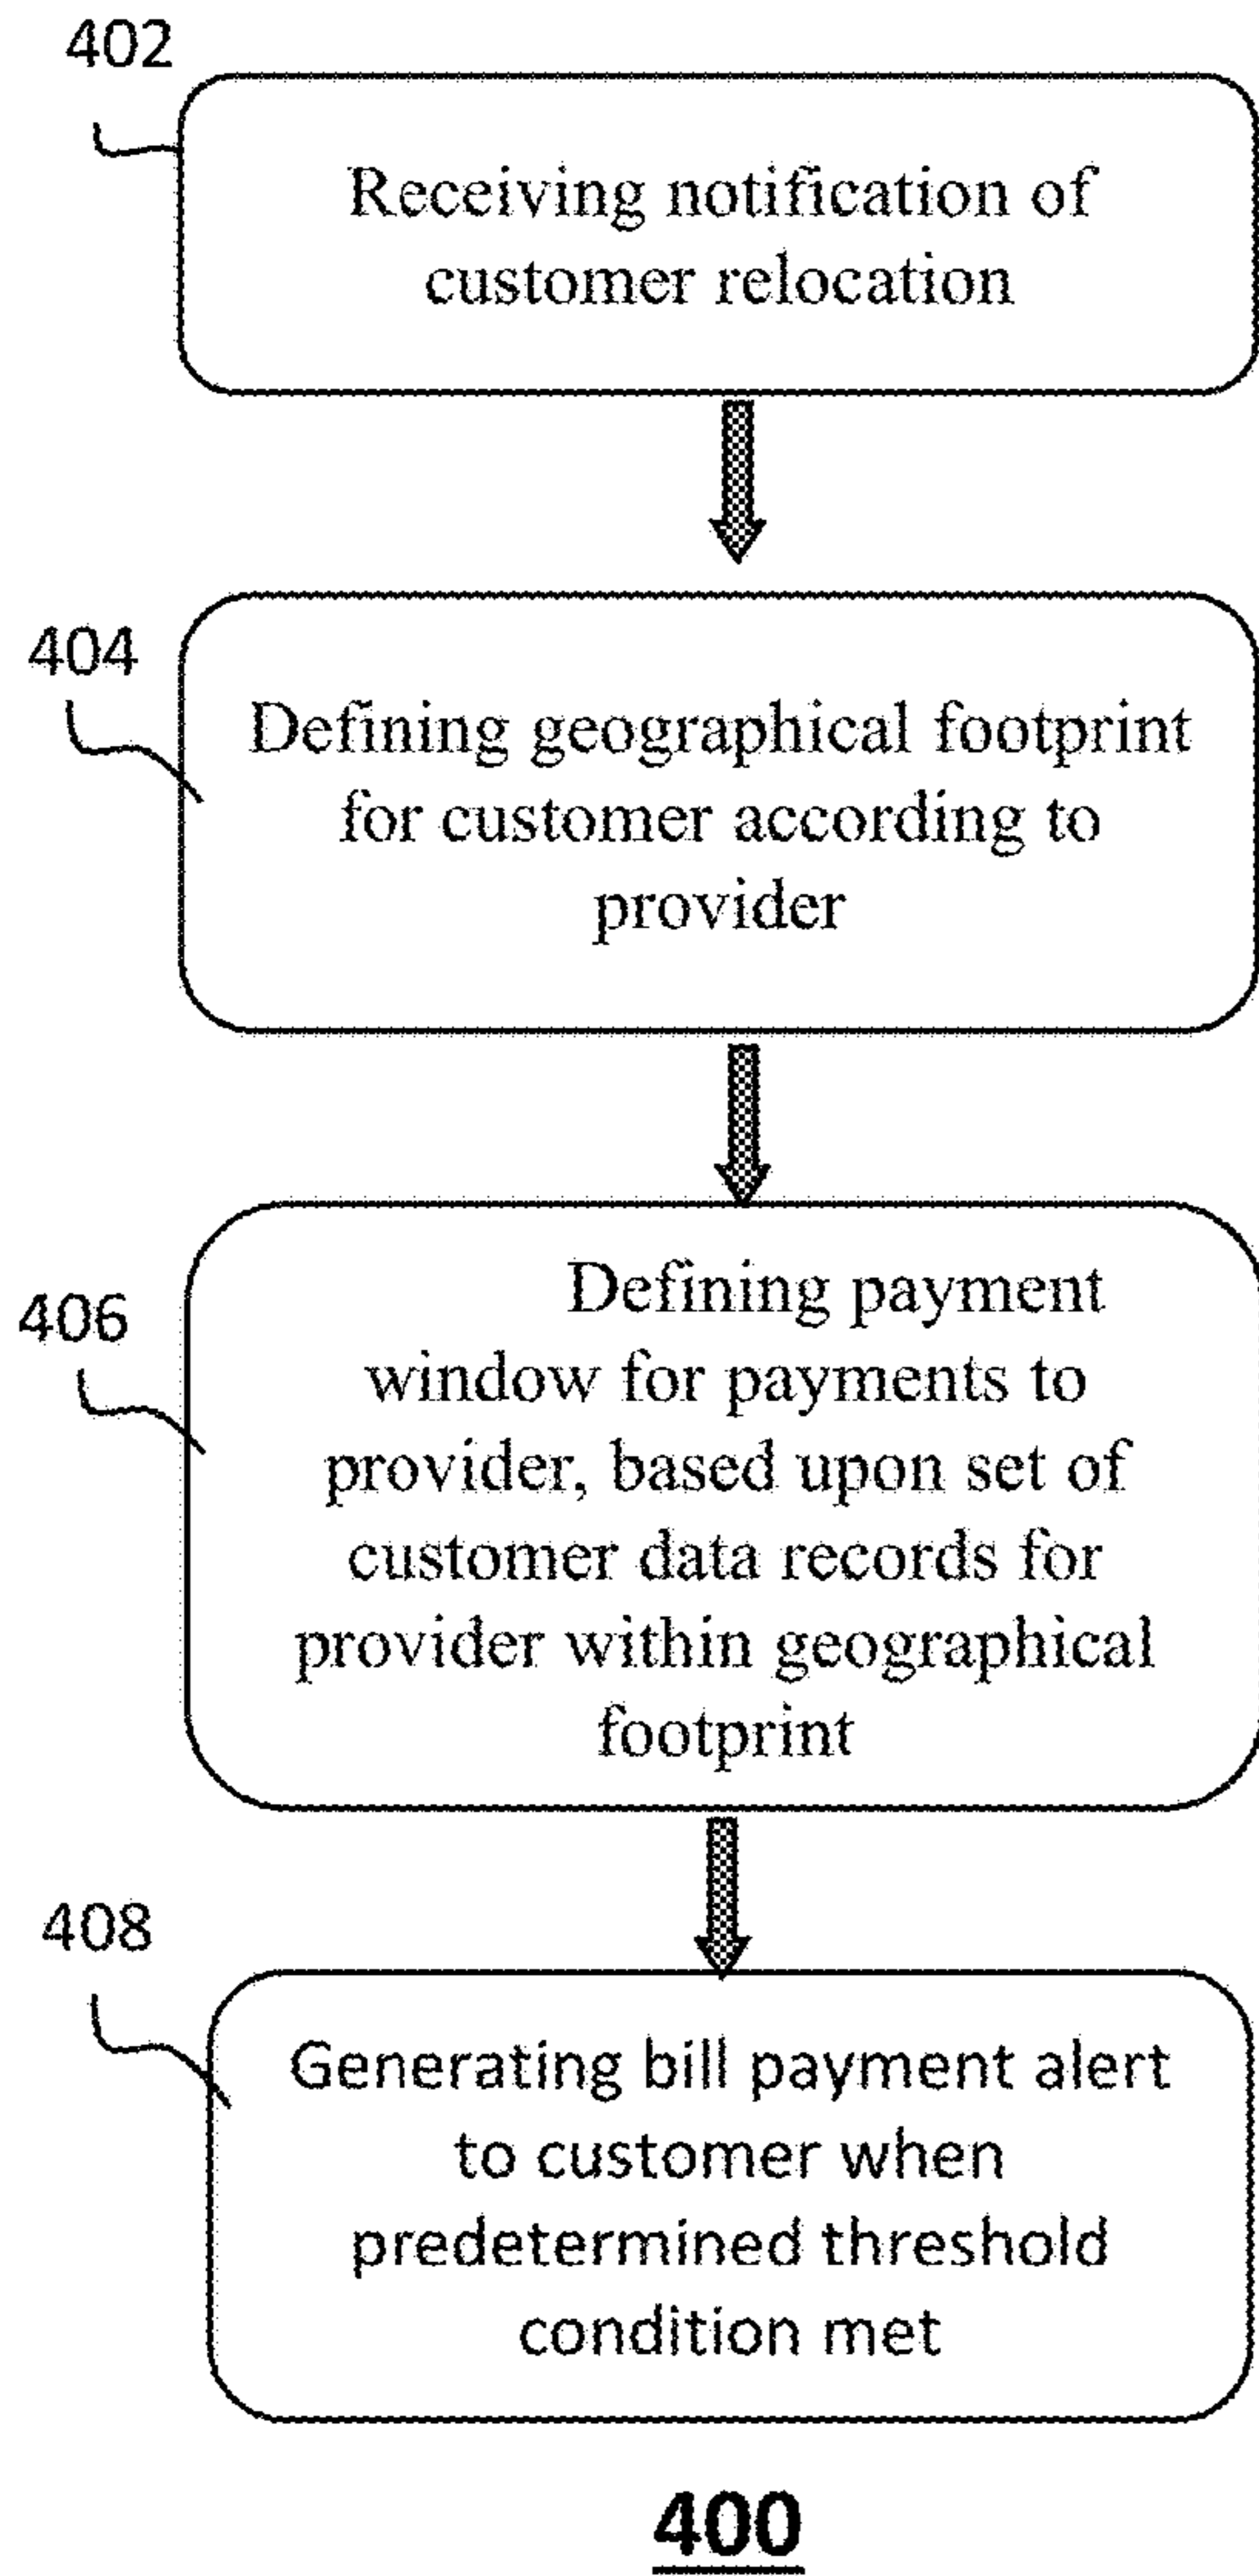 402
Receiving notification of
customer relocation
404
Defining geographical footprint
for customer according to
provider
406
Defining payment
window for payments to
provider, based upon set of
customer data records for
provider within geographical
footprint
408
Generating bill payment alert
to customer when
predetermined threshold
condition met
400